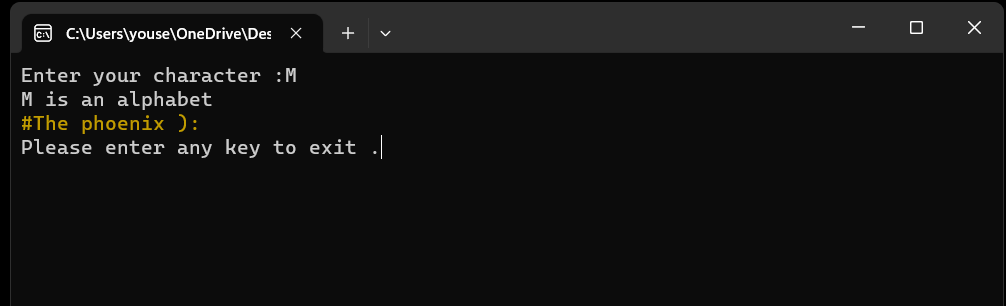 C:\Users\youse\OneDrive\Des
Enter your character :M
M is an alphabet
#The phoenix ):
Please enter any key to exit .